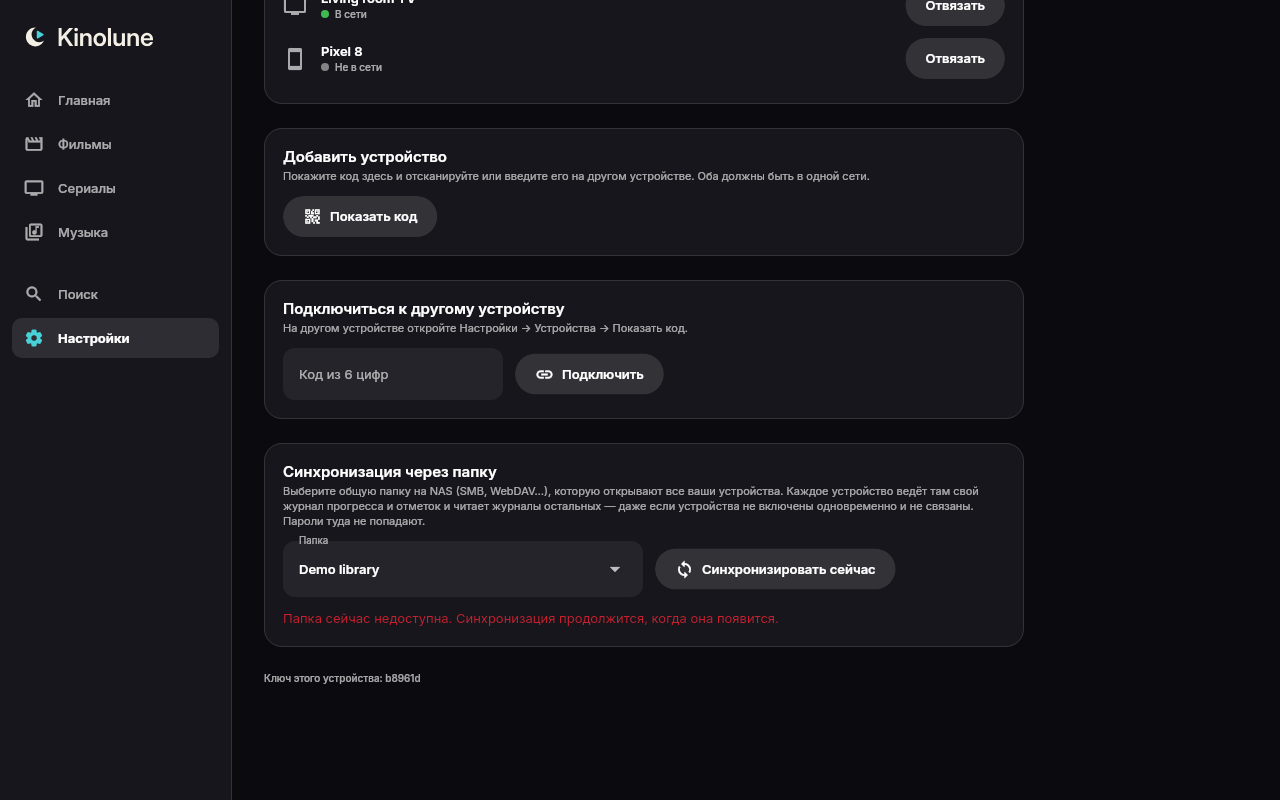 Kinolune
Главная
Фильмы
Сериалы
Музыка
Поиск
Настройки
Living room TV
В сети
Отвязать
Pixel 8
Не в сети
Отвязать
Добавить устройство
Покажите код здесь и отсканируйте или введите его на другом устройстве. Оба должны быть в одной сети.
Показать код
Подключиться к другому устройству
На другом устройстве откройте Настройки → Устройства → Показать код.
Код из 6 цифр
Подключить
Синхронизация через папку
Выберите общую папку на NAS (SMB, WebDAV…), которую открывают все ваши устройства. Каждое устройство ведёт там свой
журнал прогресса и отметок и читает журналы остальных — даже если устройства не включены одновременно и не связаны.
Пароли туда не попадают.
Папка
Demo library
Синхронизировать сейчас
Папка сейчас недоступна. Синхронизация продолжится, когда она появится.
Ключ этого устройства: b8961d